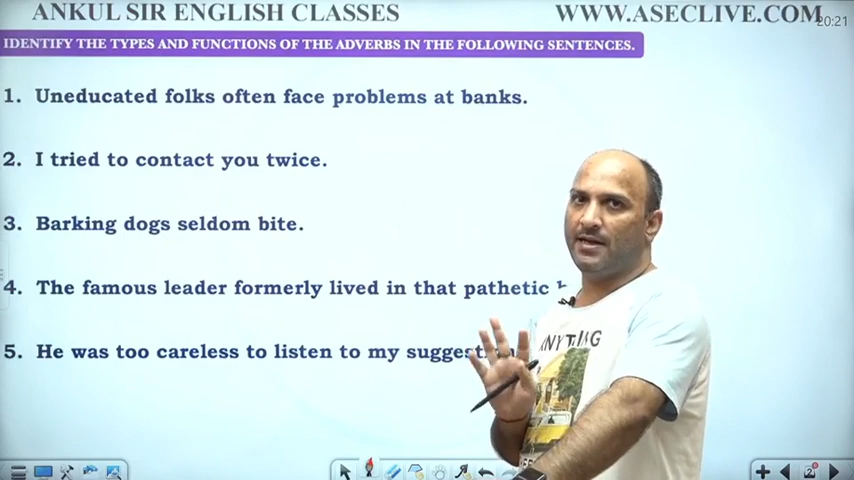 ANKUL SIR ENGLISH CLASSES
WWW.ASECLIVE.COM
20:21
IDENTIFY THE TYPES AND FUNCTIONS OF THE ADVERBS IN THE FOLLOWING SENTENCES.
1. Uneducated folks often face problems at banks.
2. I tried to contact you twice.
3. Barking dogs seldom bite.
4. The famous leader formerly lived in that pathetic
5. He was too careless to listen to my
ANYTHING
2